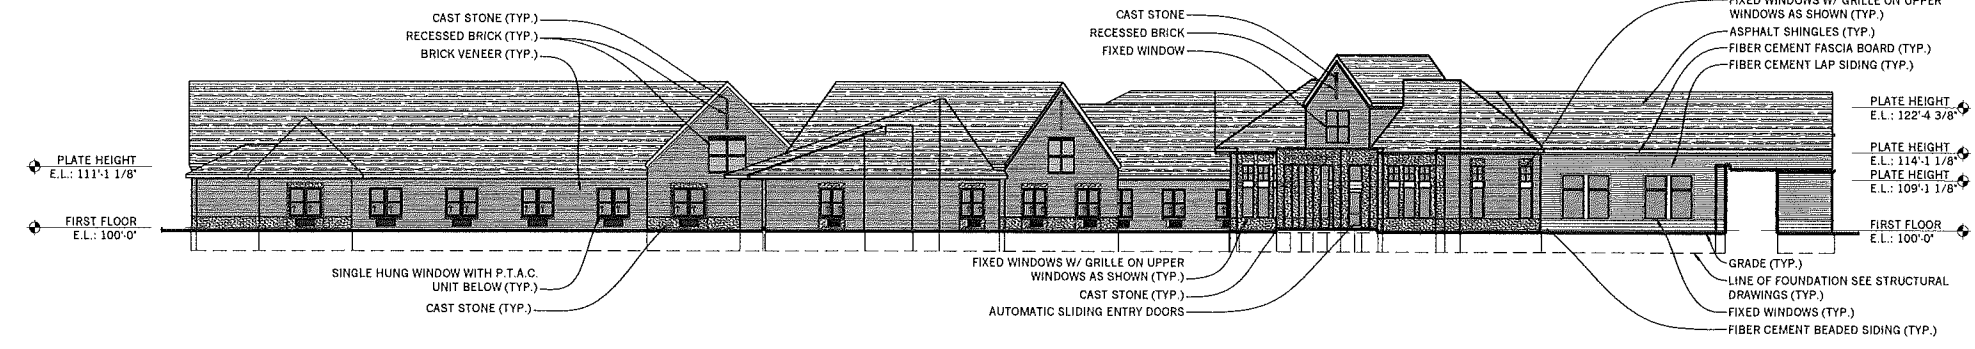 CAST STONE (TYP.)
RECESSED BRICK (TYP.)
BRICK VENEER (TYP.)
CAST STONE
RECESSED BRICK
FIXED WINDOW
FIXED WINDOWS W/ GRILLE ON UPPER
WINDOWS AS SHOWN (TYP.)
ASPHALT SHINGLES (TYP.)
FIBER CEMENT FASCIA BOARD (TYP.)
FIBER CEMENT LAP SIDING (TYP.)
PLATE HEIGHT
E.L.: 111'-1 1/8"
FIRST FLOOR
E.L.: 100'-0"
PLATE HEIGHT
E.L.: 122'-4 3/8"
PLATE HEIGHT
E.L.: 114'-1 1/8"
PLATE HEIGHT
E.L.: 109'-1 1/8"
FIRST FLOOR
E.L.: 100'-0"
SINGLE HUNG WINDOW WITH P.T.A.C.
UNIT BELOW (TYP.)
CAST STONE (TYP.)
FIXED WINDOWS W/ GRILLE ON UPPER
WINDOWS AS SHOWN (TYP.)
CAST STONE (TYP.)
AUTOMATIC SLIDING ENTRY DOORS
GRADE (TYP.)
LINE OF FOUNDATION SEE STRUCTURAL
DRAWINGS (TYP.)
FIXED WINDOWS (TYP.)
FIBER CEMENT BEADED SIDING (TYP.)